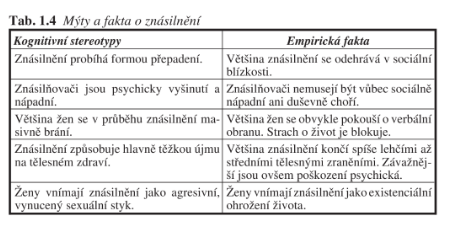 Tab. 1.4 Mýty a fakta o znásilnění
Kognitivní stereotypy
Empirická fakta
Znásilnění probíhá formou přepadení.
Většina znásilnění se odehrává v sociální
blízkosti.
Znásilňovači jsou psychicky vyšinutí a
nápadní.
Znásilňovači nemusejí být vůbec sociálně
nápadní ani duševně choří.
Většina žen se v průběhu znásilnění ma-
sivně brání.
Většina žen se obvykle pokouší o verbální
obranu. Strach o život je blokuje.
Znásilnění způsobuje hlavně těžkou újmu
na tělesném zdraví.
Většina znásilnění končí spíše lehčími až
středními tělesnými zraněními. Závažněj-
ší jsou ovšem poškození psychická.
Ženy vnímají znásilnění jako agresivní,
vynucený sexuální styk.
Ženy vnímají znásilnění jako existenciální
ohrožení života.